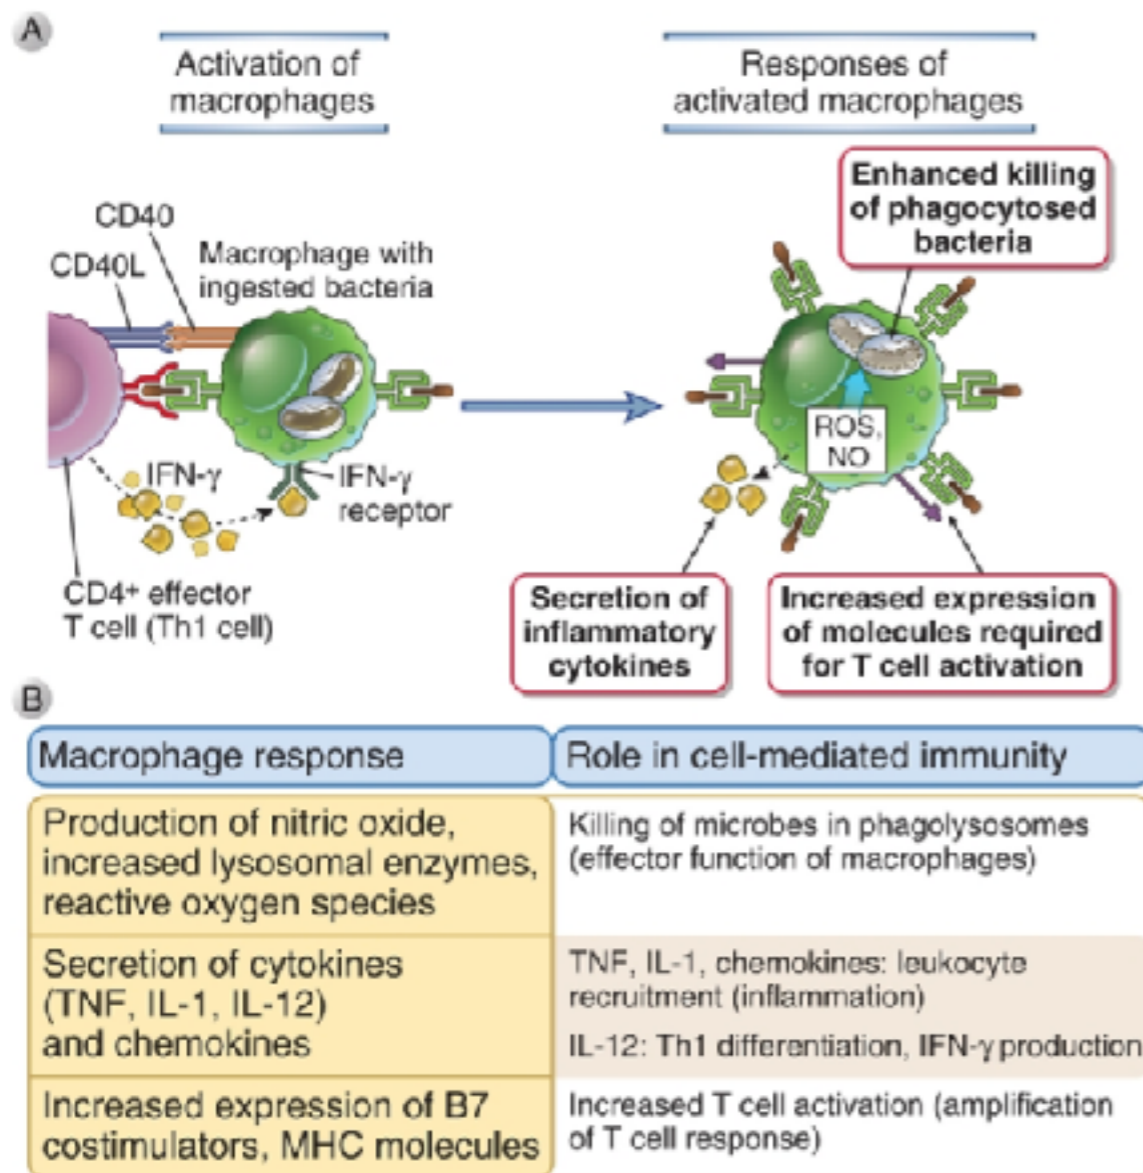 A
Activation of
macrophages
Responses of
activated macrophages
Enhanced killing
of phagocytosed
bacteria
CD40
CD40L
Macrophage with
ingested bacteria
ROS,
NO
IFN-γ
IFN-γ
receptor
CD4+ effector
T cell (Th1 cell)
Secretion of
inflammatory
cytokines
Increased expression
of molecules required
for T cell activation
B
Macrophage response
Role in cell-mediated immunity
Production of nitric oxide,
increased lysosomal enzymes,
reactive oxygen species
Killing of microbes in phagolysosomes
(effector function of macrophages)
Secretion of cytokines
(TNF, IL-1, IL-12)
and chemokines
TNF, IL-1, chemokines: leukocyte
recruitment (inflammation)
IL-12: Th1 differentiation, IFN-γ production
Increased expression of B7
costimulators, MHC molecules
Increased T cell activation (amplification
of T cell response)